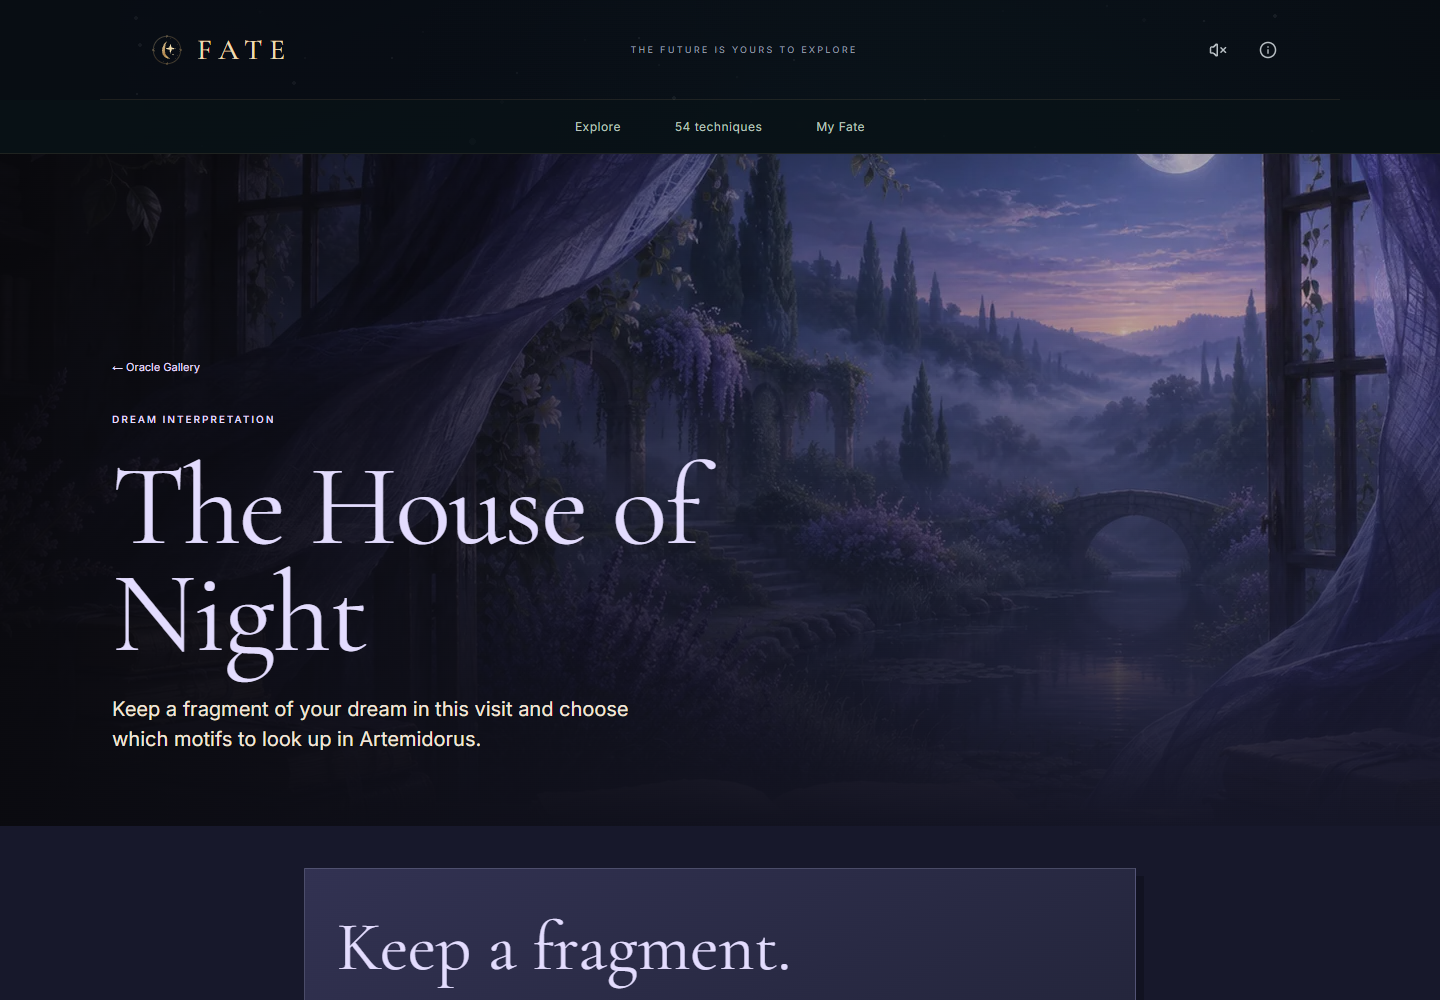 FATE
THE FUTURE IS YOURS TO EXPLORE
Explore
54 techniques
My Fate
← Oracle Gallery
DREAM INTERPRETATION
The House of
Night
Keep a fragment of your dream in this visit and choose
which motifs to look up in Artemidorus.
Keep a fragment.